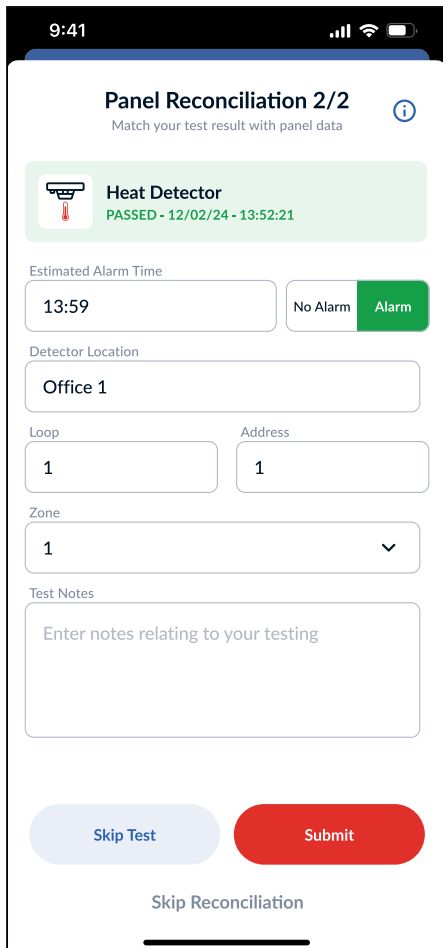 9:41
Panel Reconciliation 2/2
Match your test result with panel data
Heat Detector
PASSED - 12/02/24 - 13:52:21
Estimated Alarm Time
13:59
No Alarm
Alarm
Detector Location
Office 1
Loop
Address
1
1
Zone
1
Test Notes
Enter notes relating to your testing
Skip Test
Submit
Skip Reconciliation